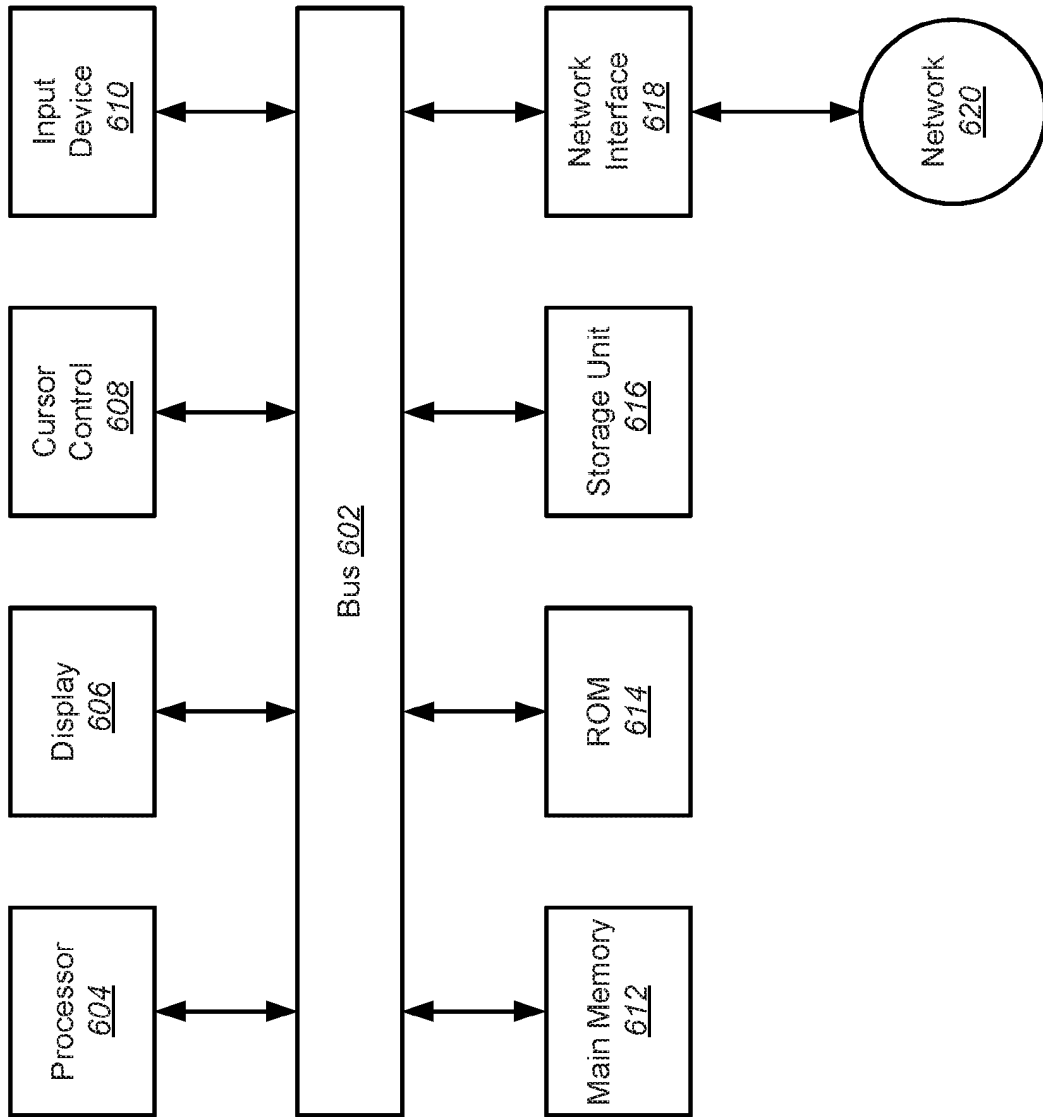 Processor
604
Display
606
Cursor
Control
608
Input
Device
610
Bus 602
Main Memory
612
ROM
614
Storage Unit
616
Network
Interface
618
Network
620